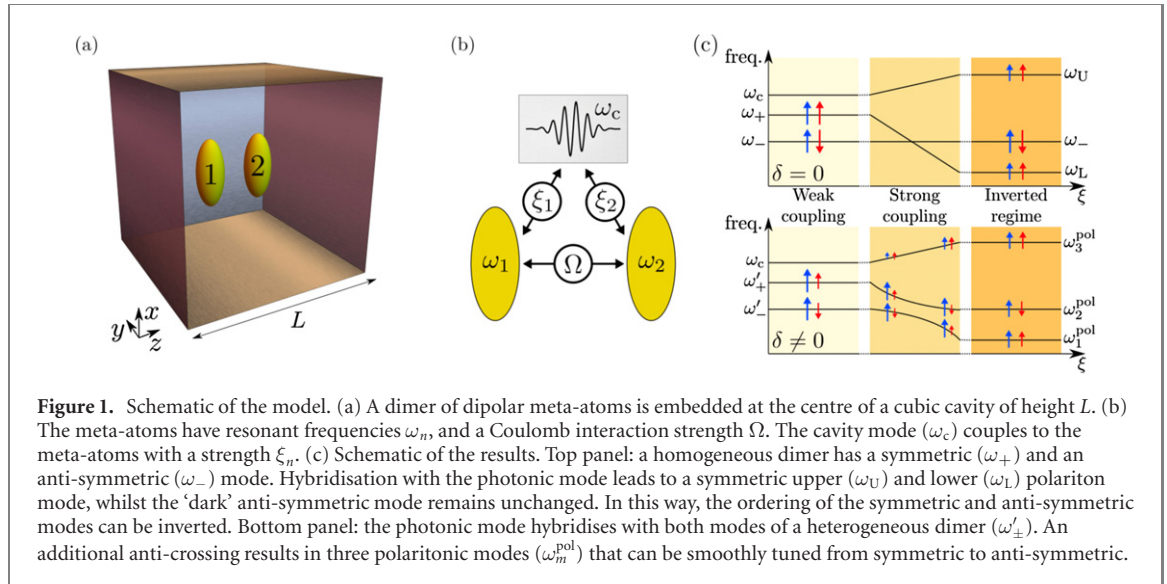 (a)
1
2
x
y
z
L
(b)
ω_c
ξ_1
ξ_2
ω_1
Ω
ω_2
(c)
freq.
ω_c
ω_+
ω_−
δ = 0
ω_U
ω_−
ω_L
ξ
Weak coupling
Strong coupling
Inverted regime
freq.
ω_c
ω′_+
ω′_−
δ ≠ 0
ω_3^pol
ω_2^pol
ω_1^pol
ξ
Figure 1. Schematic of the model. (a) A dimer of dipolar meta-atoms is embedded at the centre of a cubic cavity of height L. (b)
The meta-atoms have resonant frequencies ω_n, and a Coulomb interaction strength Ω. The cavity mode (ω_c) couples to the
meta-atoms with a strength ξ_n. (c) Schematic of the results. Top panel: a homogeneous dimer has a symmetric (ω_+) and an
anti-symmetric (ω_−) mode. Hybridisation with the photonic mode leads to a symmetric upper (ω_U) and lower (ω_L) polariton
mode, whilst the ‘dark’ anti-symmetric mode remains unchanged. In this way, the ordering of the symmetric and anti-symmetric
modes can be inverted. Bottom panel: the photonic mode hybridises with both modes of a heterogeneous dimer (ω′_±). An
additional anti-crossing results in three polaritonic modes (ω_m^pol) that can be smoothly tuned from symmetric to anti-symmetric.